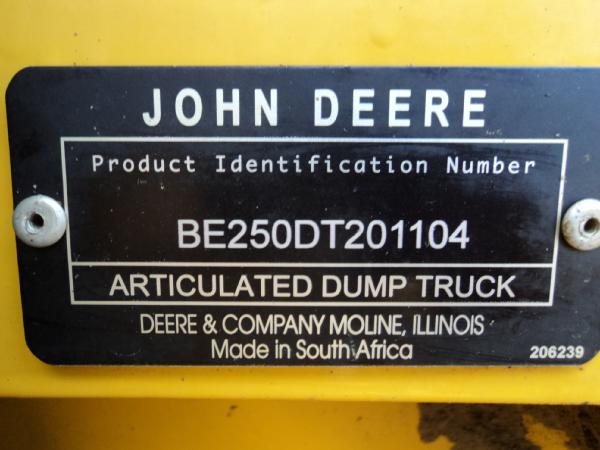 JOHN DEERE
Product Identification Number
BE250DT201104
ARTICULATED DUMP TRUCK
DEERE & COMPANY MOLINE, ILLINOIS
Made in South Africa
206239